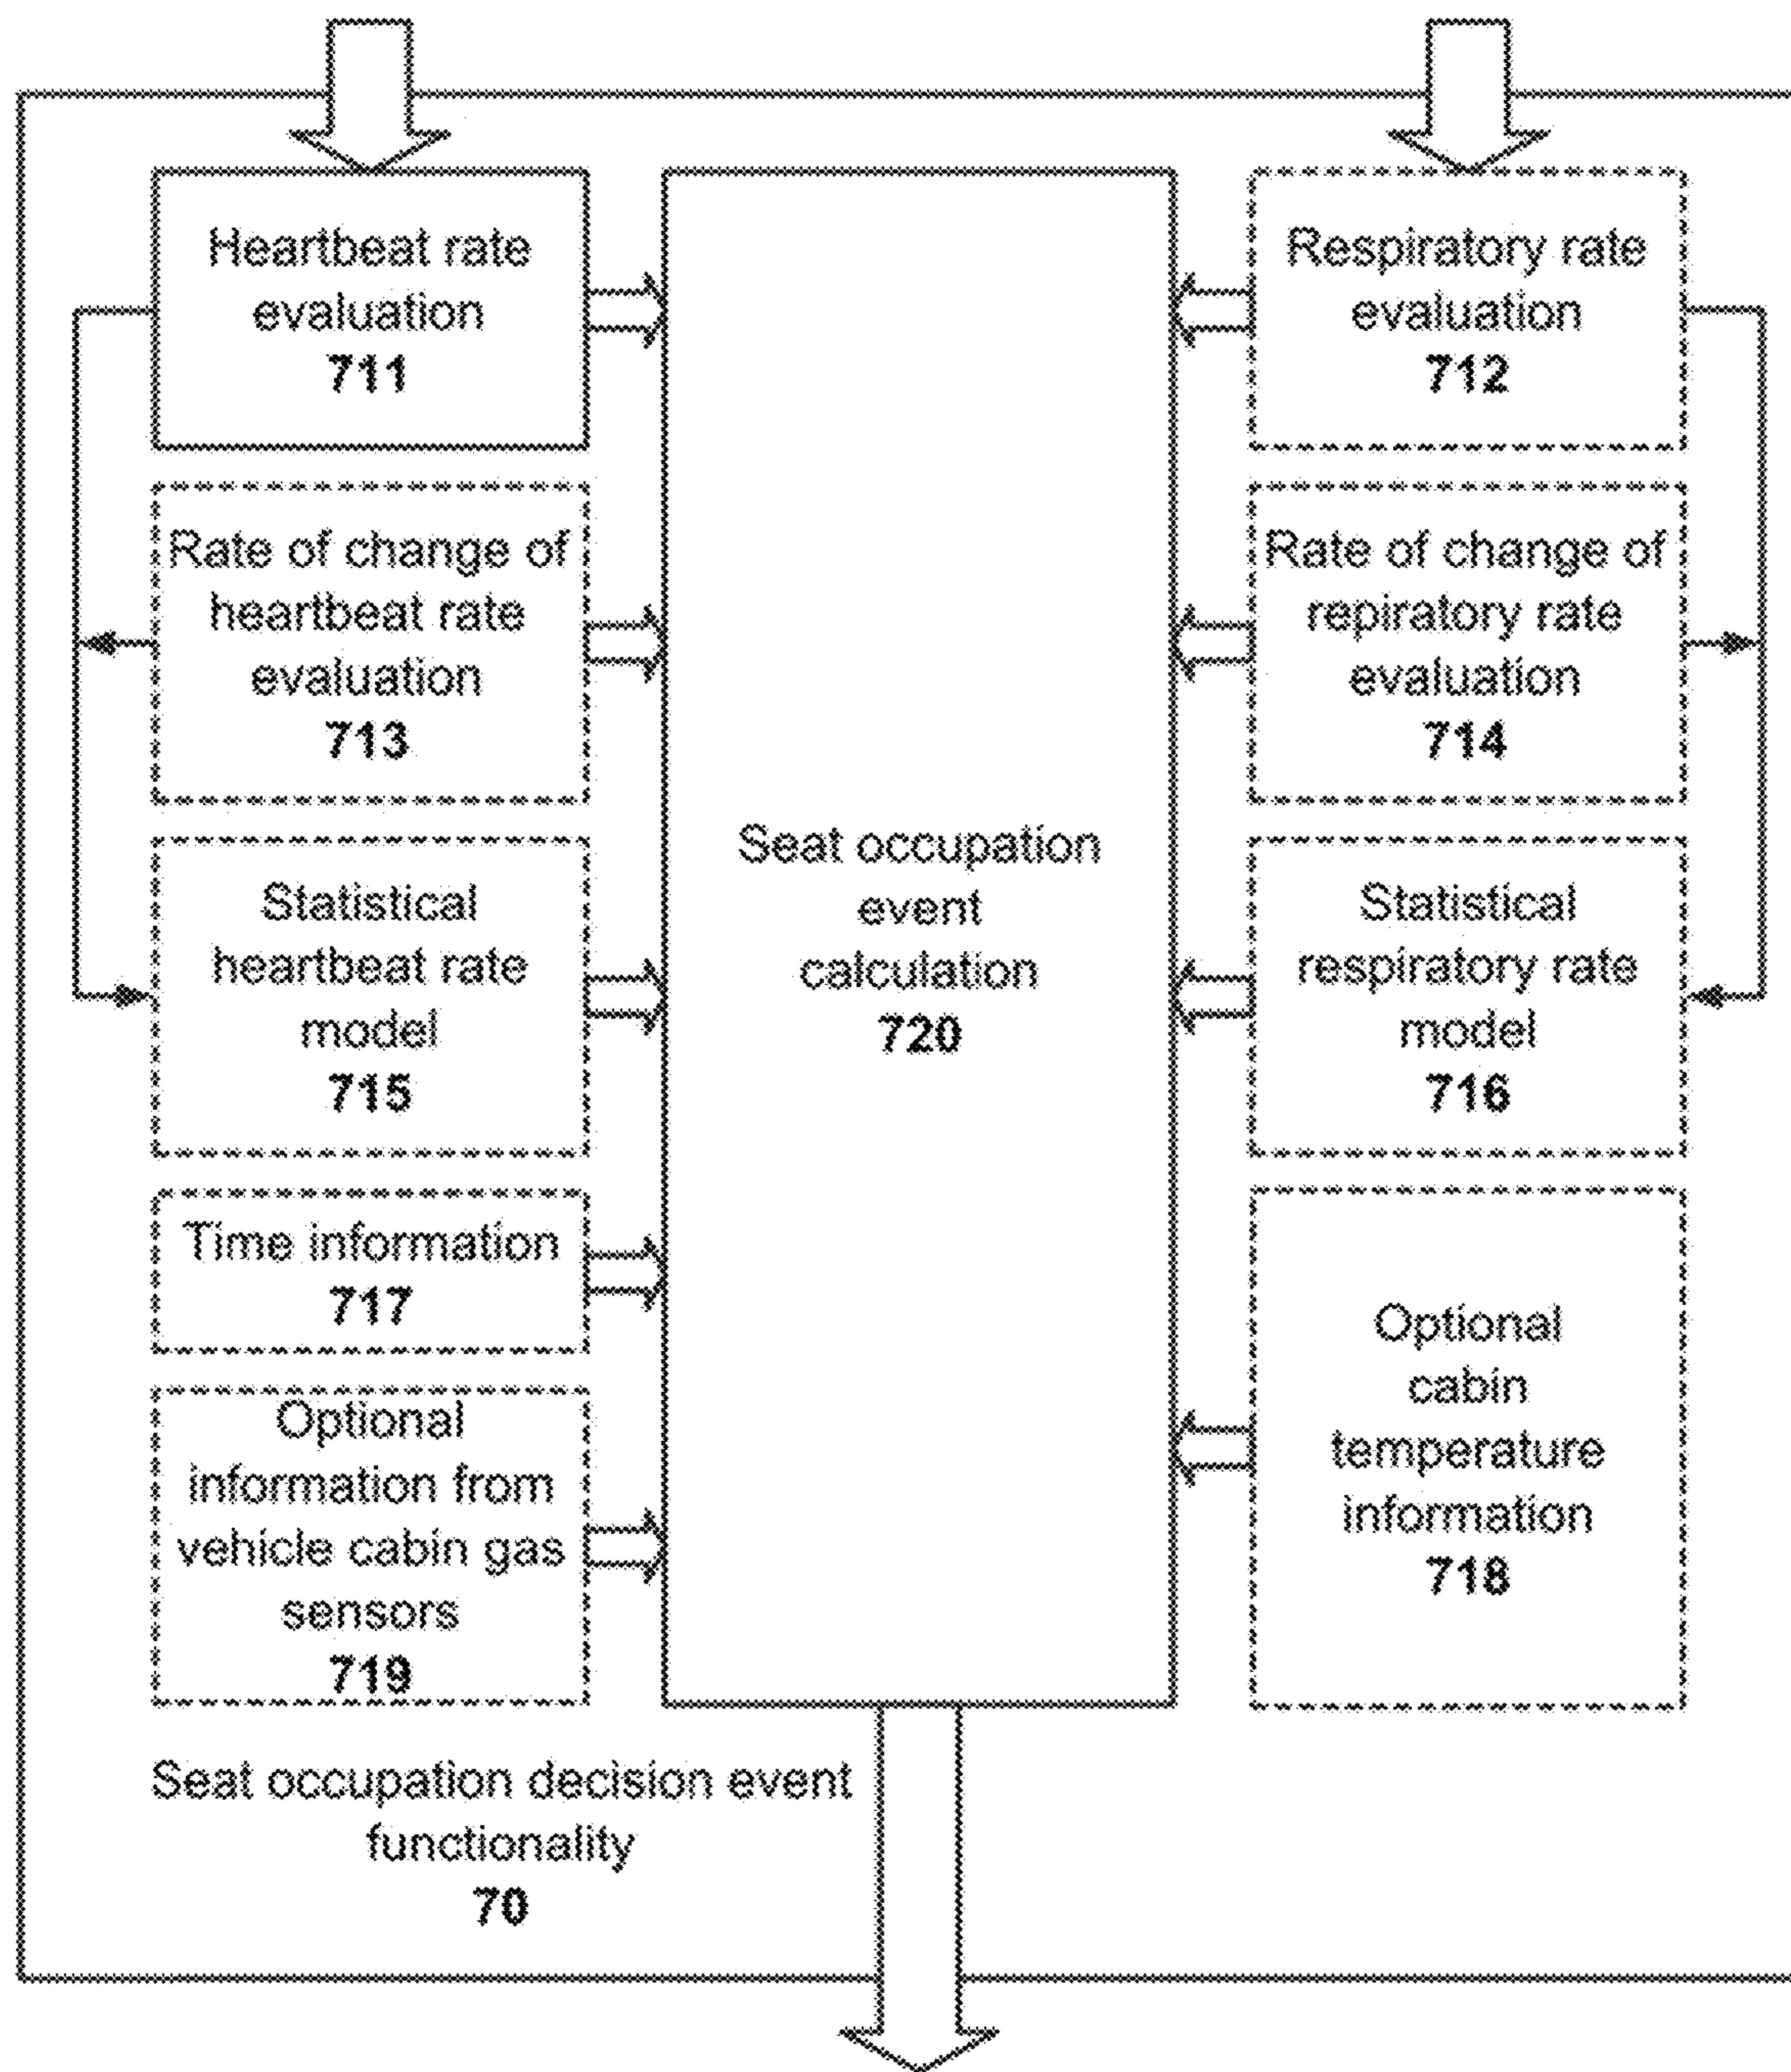 Heartbeat rate
evaluation
711
Respiratory rate
evaluation
712
Rate of change of
heartbeat rate
evaluation
713
Rate of change of
repiratory rate
evaluation
714
Seat occupation
event
calculation
720
Statistical
heartbeat rate
model
715
Statistical
respiratory rate
model
716
Time information
717
Optional
cabin
temperature
information
718
Optional
information from
vehicle cabin gas
sensors
719
Seat occupation decision event
functionality
70